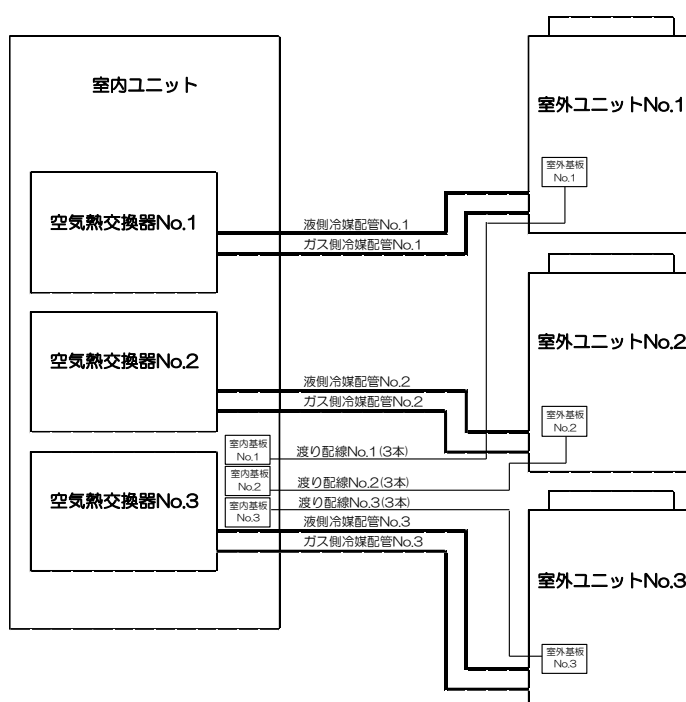 室内ユニット
室外ユニットNo.1
室外基板
No.1
空気熱交換器No.1
液側冷媒配管No.1
ガス側冷媒配管No.1
室外ユニットNo.2
空気熱交換器No.2
液側冷媒配管No.2
ガス側冷媒配管No.2
室外基板
No.2
室内基板
No.1
渡り配線No.1(3本)
室内基板
No.2
渡り配線No.2(3本)
空気熱交換器No.3
室内基板
No.3
渡り配線No.3(3本)
液側冷媒配管No.3
ガス側冷媒配管No.3
室外ユニットNo.3
室外基板
No.3